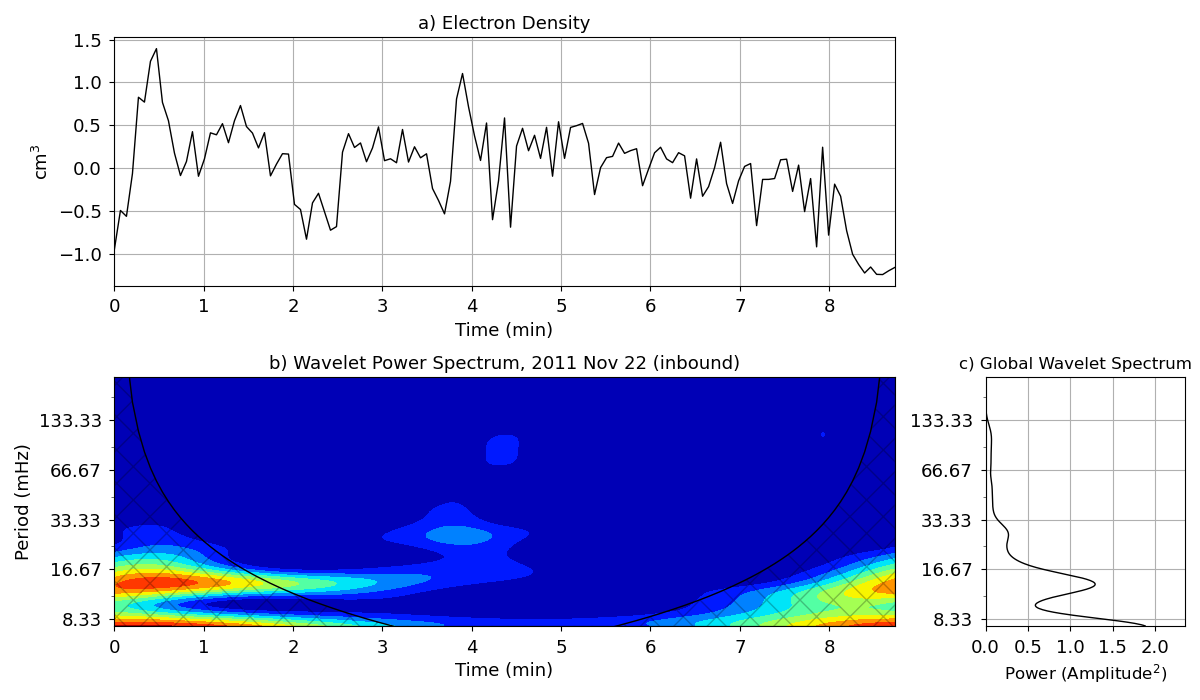 a) Electron Density
1.5
1.0
0.5
0.0
−0.5
−1.0
cm³
0 1 2 3 4 5 6 7 8
Time (min)
b) Wavelet Power Spectrum, 2011 Nov 22 (inbound)
133.33
66.67
33.33
16.67
8.33
Period (mHz)
0 1 2 3 4 5 6 7 8
Time (min)
c) Global Wavelet Spectrum
133.33
66.67
33.33
16.67
8.33
0.0 0.5 1.0 1.5 2.0
Power (Amplitude²)